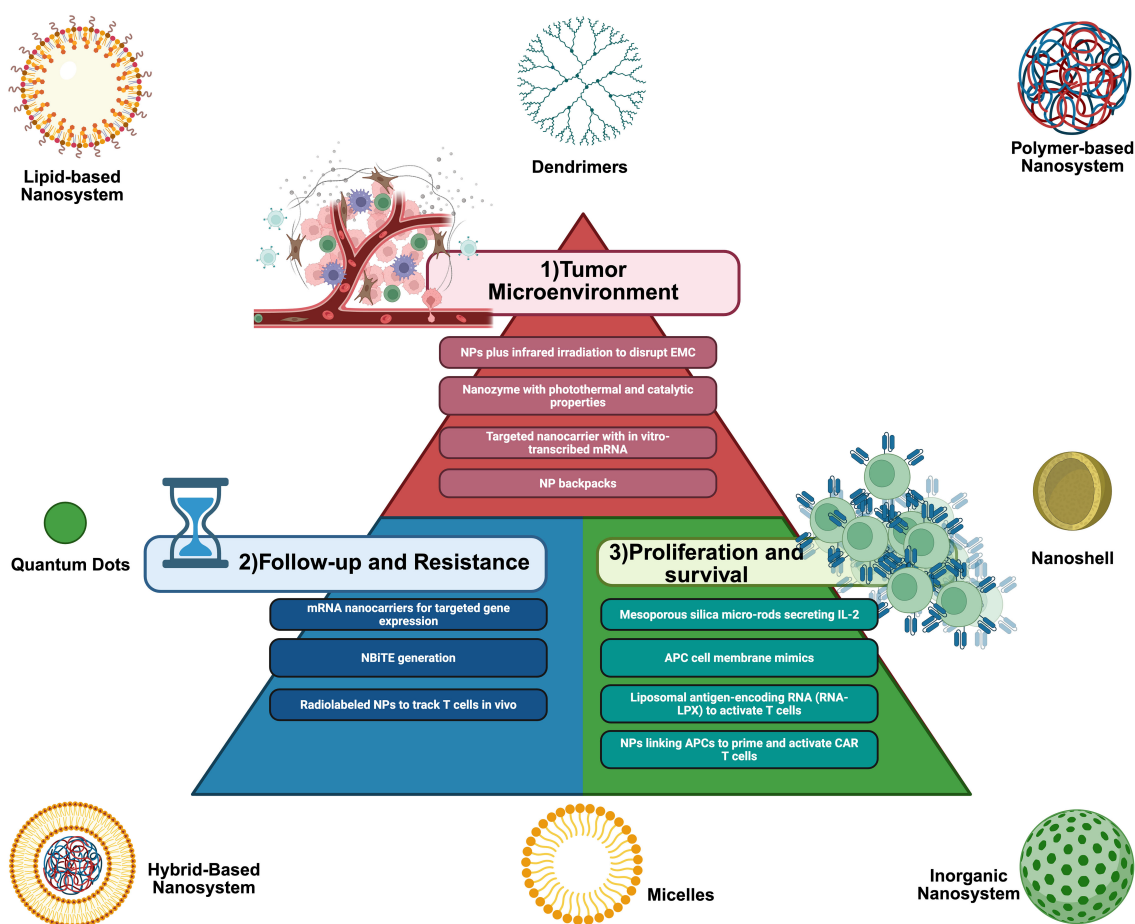 Lipid-based
Nanosystem
Dendrimers
Polymer-based
Nanosystem
1)Tumor
Microenvironment
NPs plus infrared irradiation to disrupt EMC
Nanozyme with photothermal and catalytic
properties
Targeted nanocarrier with in vitro-
transcribed mRNA
NP backpacks
Quantum Dots
2)Follow-up and Resistance
mRNA nanocarriers for targeted gene
expression
NBiTE generation
Radiolabeled NPs to track T cells in vivo
3)Proliferation and
survival
Mesoporous silica micro-rods secreting IL-2
APC cell membrane mimics
Liposomal antigen-encoding RNA (RNA-
LPX) to activate T cells
NPs linking APCs to prime and activate CAR
T cells
Nanoshell
Hybrid-Based
Nanosystem
Micelles
Inorganic
Nanosystem